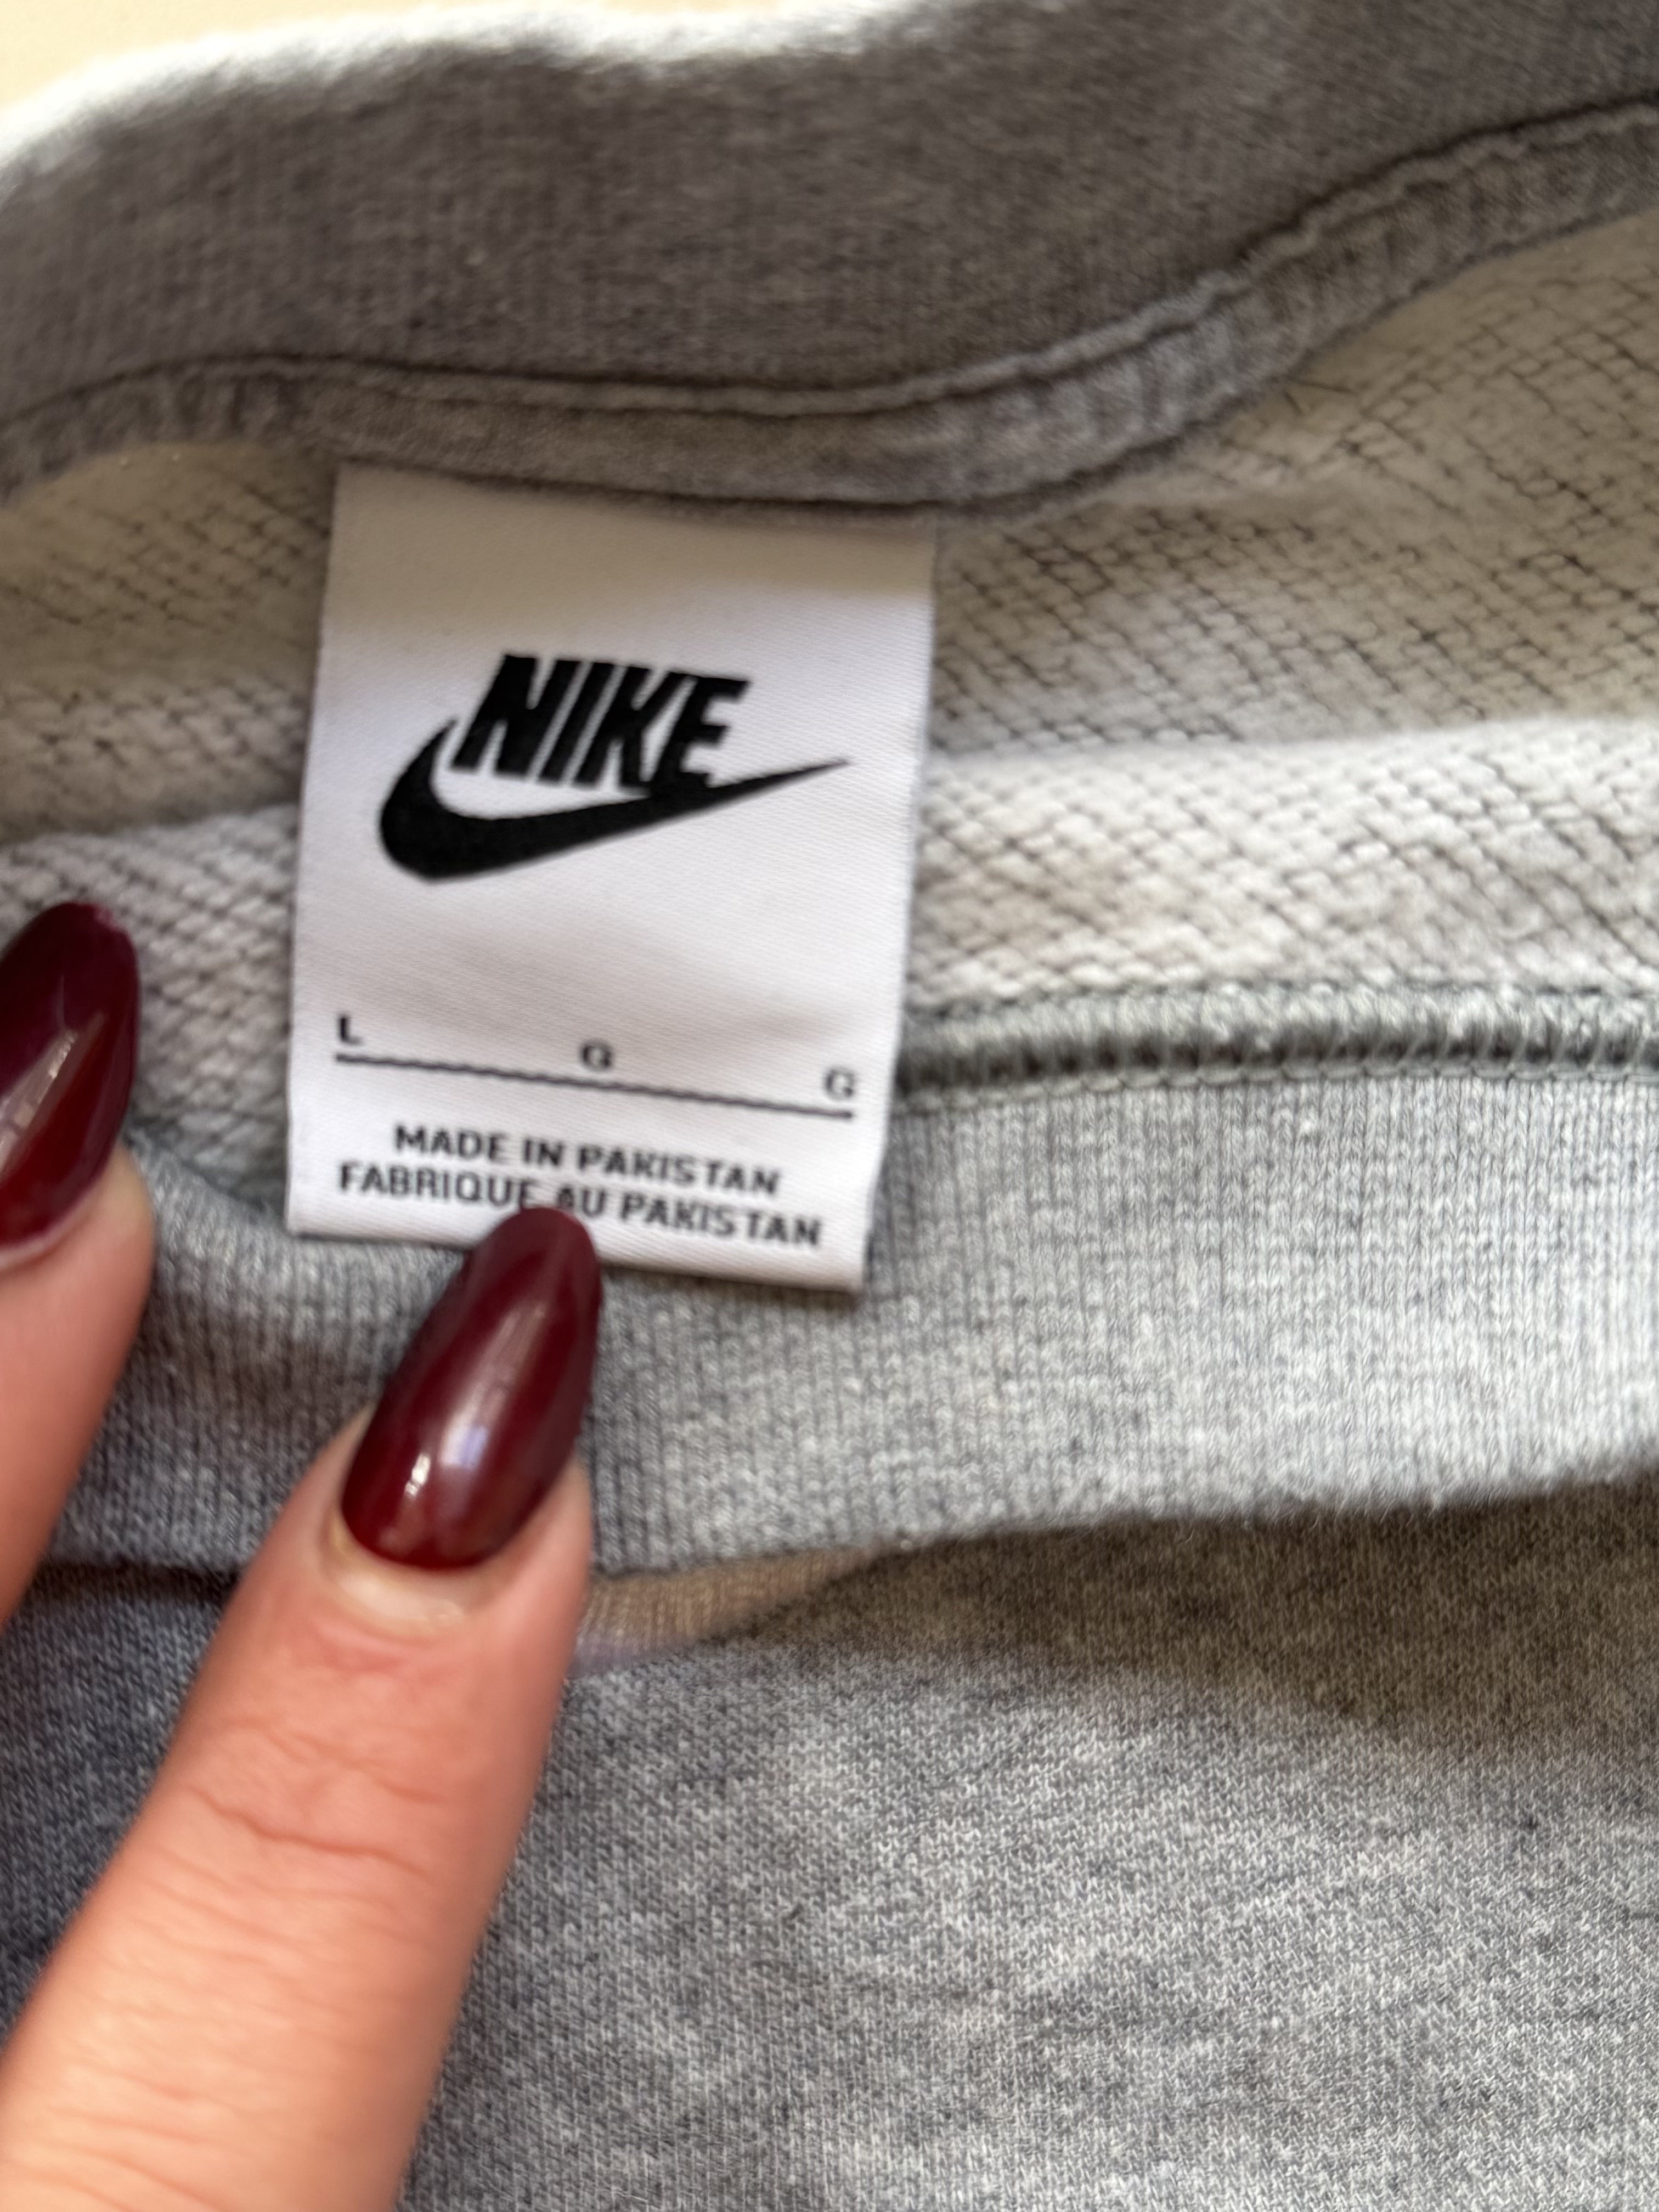 NIKE
L G G
MADE IN PAKISTAN
FABRIQUE AU PAKISTAN